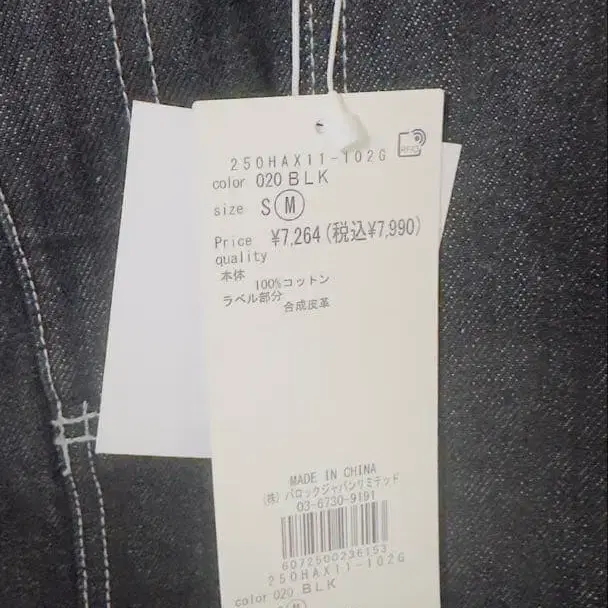 250HAX11-102G
RFID
color 020 BLK
size S M
Price ¥7,264(税込¥7,990)
quality
本体 100%コットン
ラベル部分 合成皮革
MADE IN CHINA
(株)バロックジャパンリミテッド
03-6730-9191
6072500236153
250HAX11-102G
color 020 BLK
S M